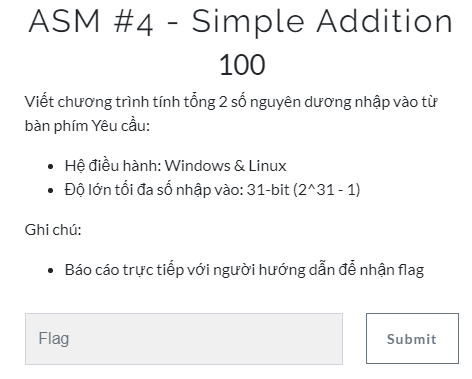 ASM #4 - Simple Addition
100
Viết chương trình tính tổng 2 số nguyên dương nhập vào từ
bàn phím Yêu cầu:
• Hệ điều hành: Windows & Linux
• Độ lớn tối đa số nhập vào: 31-bit (2^31 - 1)
Ghi chú:
• Báo cáo trực tiếp với người hướng dẫn để nhận flag
Flag Submit